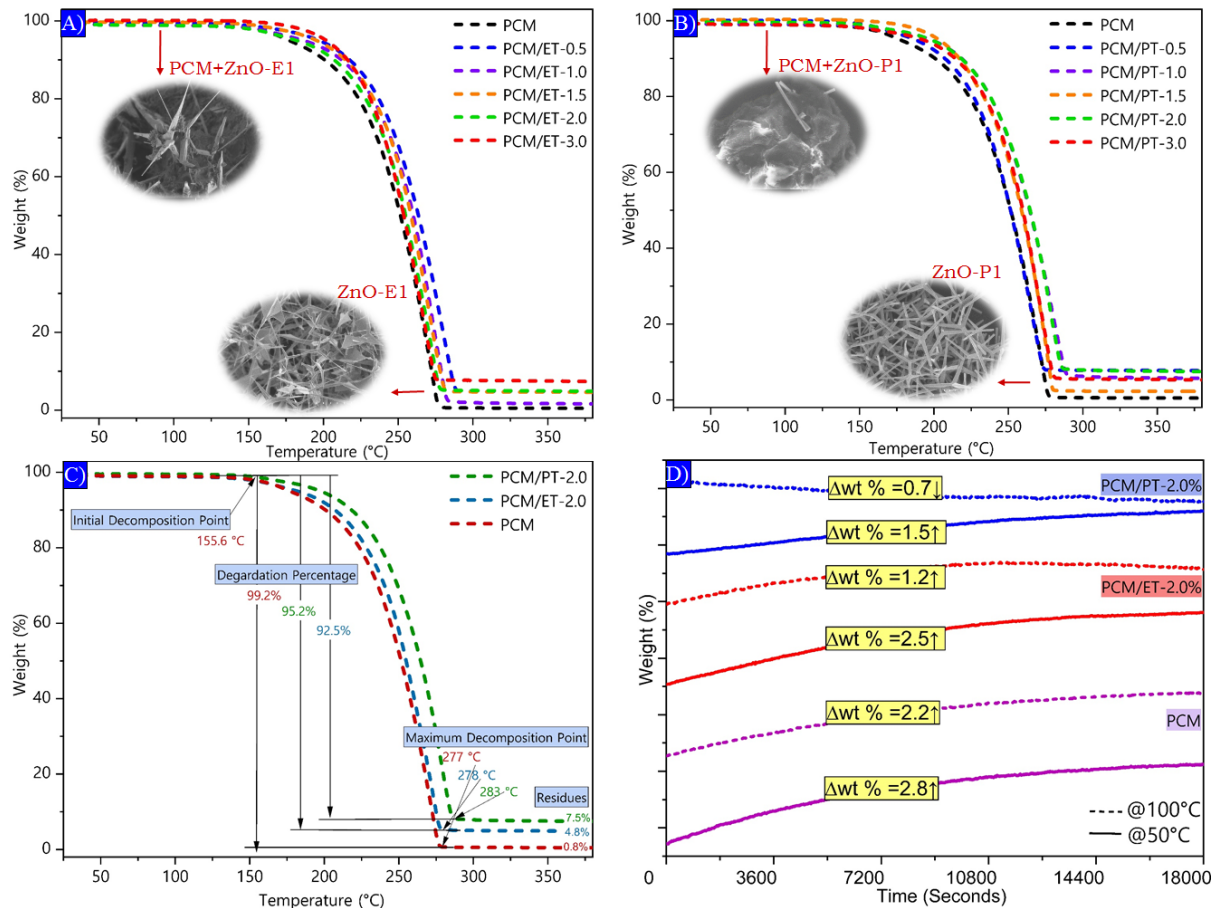 A)
PCM
PCM/ET-0.5
PCM/ET-1.0
PCM/ET-1.5
PCM/ET-2.0
PCM/ET-3.0
PCM+ZnO-E1
ZnO-E1
Weight (%)
100
80
60
40
20
0
50 100 150 200 250 300 350
Temperature (°C)
B)
PCM
PCM/PT-0.5
PCM/PT-1.0
PCM/PT-1.5
PCM/PT-2.0
PCM/PT-3.0
PCM+ZnO-P1
ZnO-P1
Weight (%)
100
80
60
40
20
0
50 100 150 200 250 300 350
Temperature (°C)
C)
PCM/PT-2.0
PCM/ET-2.0
PCM
Initial Decomposition Point
155.6 °C
Degardation Percentage
99.2%
95.2%
92.5%
Maximum Decomposition Point
277 °C
278 °C
283 °C
Residues
7.5%
4.8%
0.8%
Weight (%)
100
80
60
40
20
0
50 100 150 200 250 300 350
Temperature (°C)
D)
PCM/PT-2.0%
Δwt % =0.7↓
Δwt % =1.5↑
Δwt % =1.2↑
PCM/ET-2.0%
Δwt % =2.5↑
Δwt % =2.2↑
PCM
Δwt % =2.8↑
@100°C
@50°C
Weight (%)
0 3600 7200 10800 14400 18000
Time (Seconds)